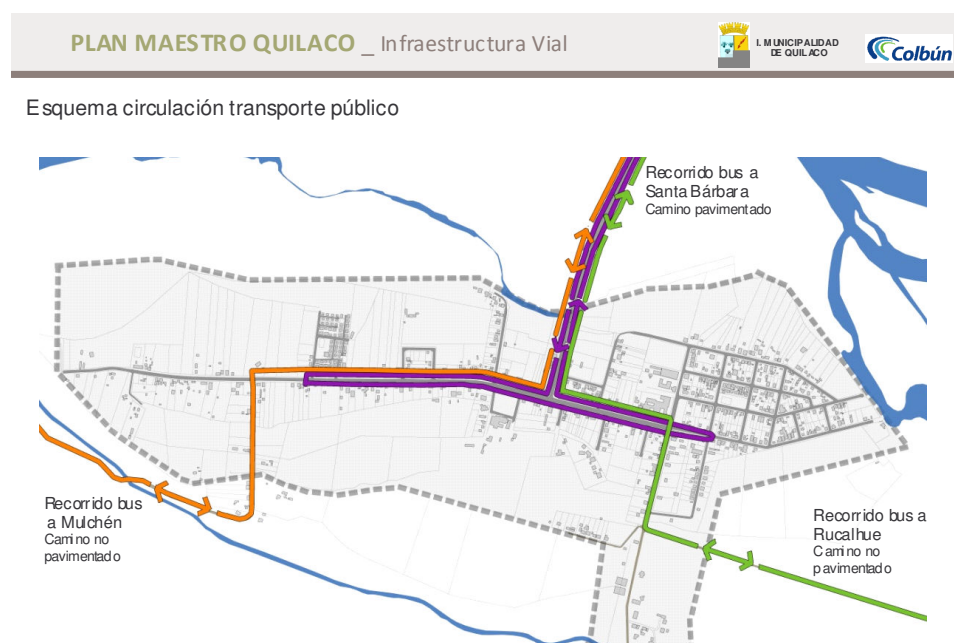 PLAN MAESTRO QUILACO _ Infraestructura Vial
I. MUNICIPALIDAD
DE QUILACO
Colbún
Esquema circulación transporte público
Recorrido bus a
Santa Bárbara
Camino pavimentado
Recorrido bus
a Mulchén
Camino no
pavimentado
Recorrido bus a
Rucalhue
Camino no
pavimentado